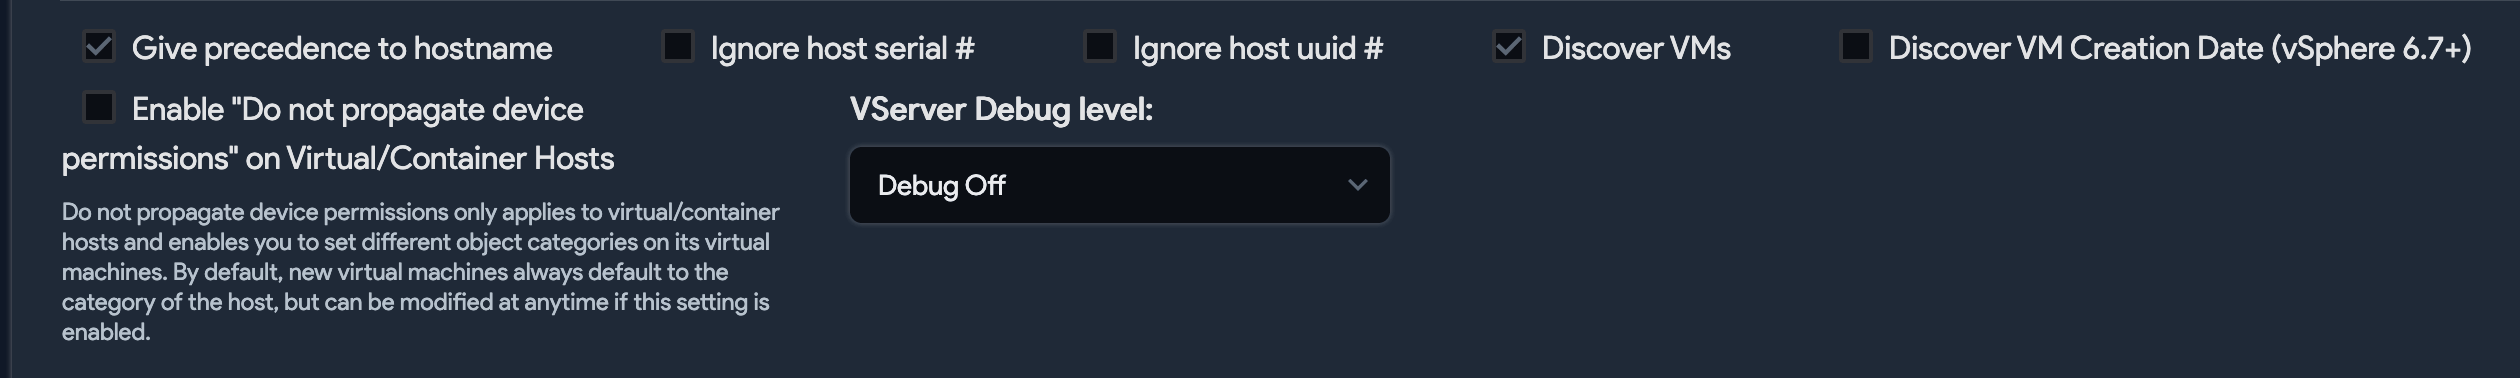 Give precedence to hostname
Ignore host serial #
Ignore host uuid #
Discover VMs
Discover VM Creation Date (vSphere 6.7+)
Enable "Do not propagate device
permissions" on Virtual/Container Hosts
Do not propagate device permissions only applies to virtual/container
hosts and enables you to set different object categories on its virtual
machines. By default, new virtual machines always default to the
category of the host, but can be modified at anytime if this setting is
enabled.
VServer Debug level:
Debug Off